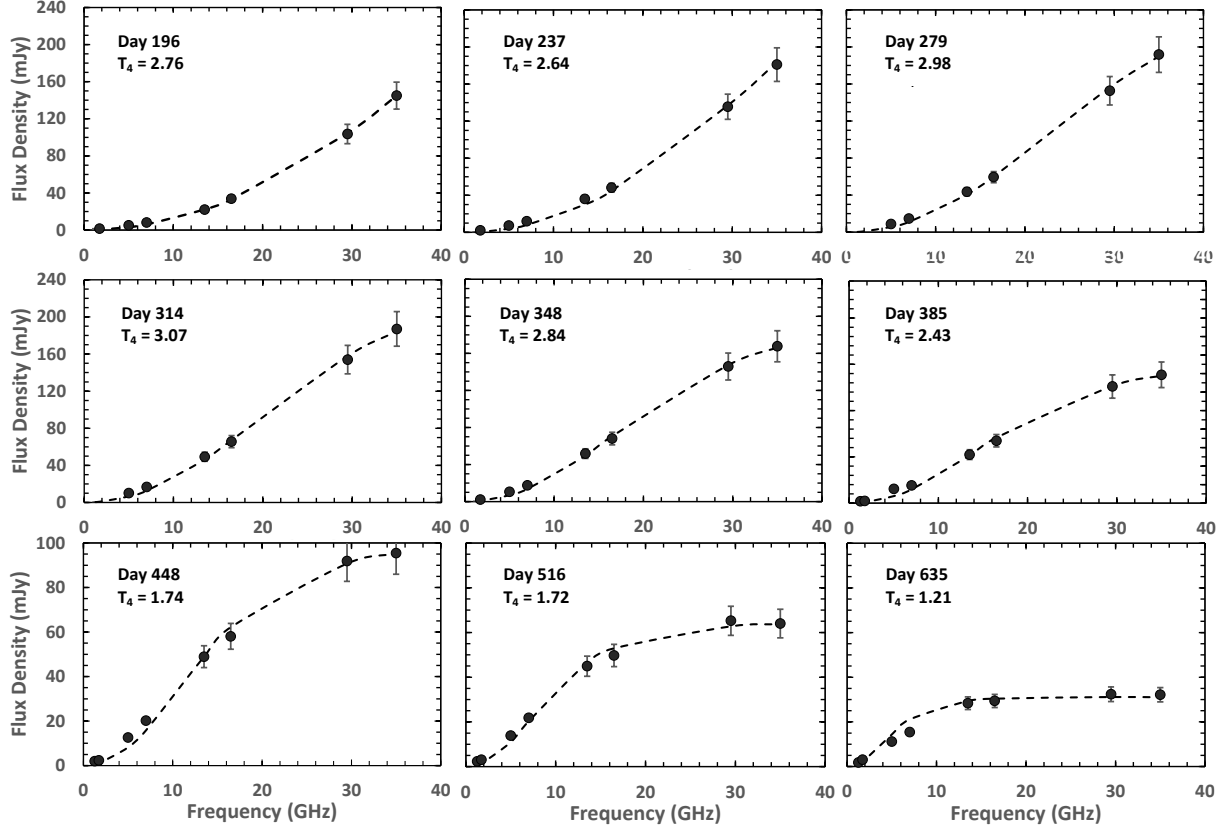 Flux Density (mJy)
240
200
160
120
80
40
0
Day 196
T₄ = 2.76
0 10 20 30 40
Day 237
T₄ = 2.64
0 10 20 30 40
Day 279
T₄ = 2.98
Flux Density (mJy)
240
200
160
120
80
40
0
Day 314
T₄ = 3.07
0 10 20 30 40
Day 348
T₄ = 2.84
0 10 20 30 40
Day 385
T₄ = 2.43
0 10 20 30 40
Flux Density (mJy)
100
80
60
40
20
0
Day 448
T₄ = 1.74
0 10 20 30 40
Frequency (GHz)
Day 516
T₄ = 1.72
0 10 20 30 40
Frequency (GHz)
Day 635
T₄ = 1.21
0 10 20 30 40
Frequency (GHz)